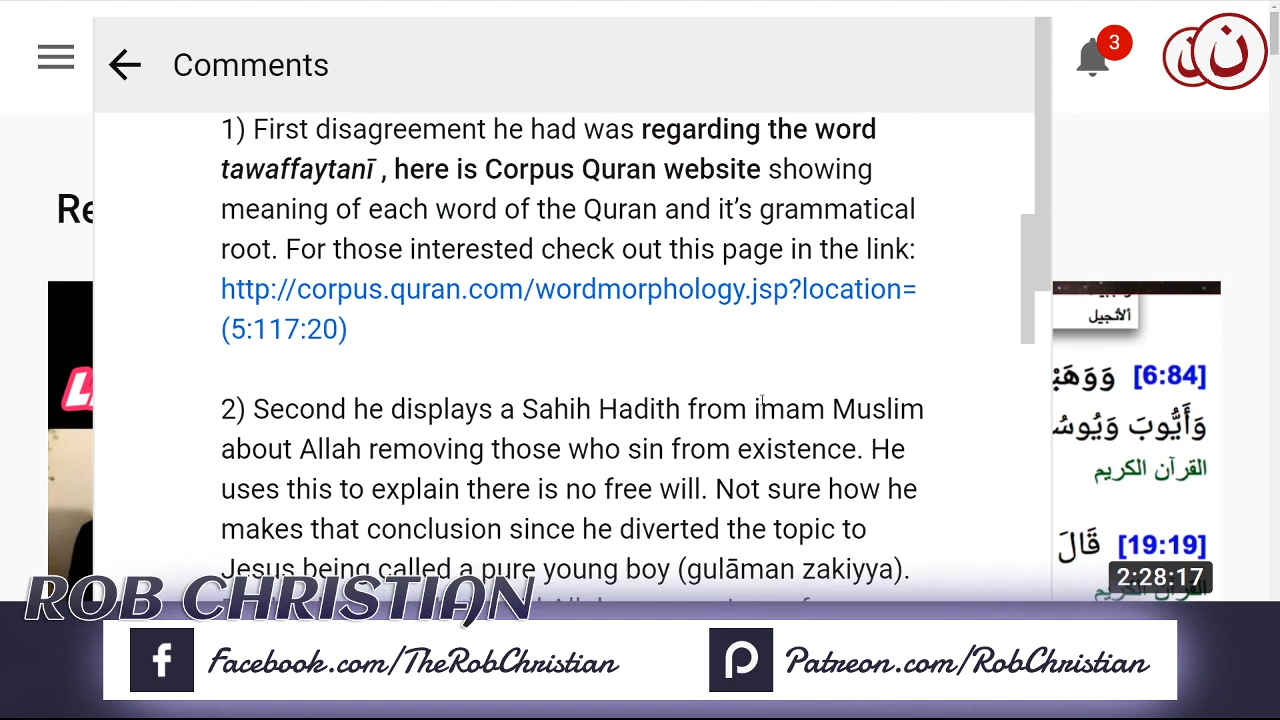 Comments
3
1) First disagreement he had was regarding the word
tawaffaytanī , here is Corpus Quran website showing
meaning of each word of the Quran and it’s grammatical
root. For those interested check out this page in the link:
http://corpus.quran.com/wordmorphology.jsp?location=
(5:117:20)
2) Second he displays a Sahih Hadith from imam Muslim
about Allah removing those who sin from existence. He
uses this to explain there is no free will. Not sure how he
makes that conclusion since he diverted the topic to
Jesus being called a pure young boy (gulāman zakiyya).
Re
ن
ألأنجيل
[6:84] وَوَهَبْ
وَأَيُّوبَ وَيُوسُ
القرآن الكريم
[19:19] قَالَ
2:28:17
ROB CHRISTIAN
Facebook.com/TheRobChristian
Patreon.com/RobChristian